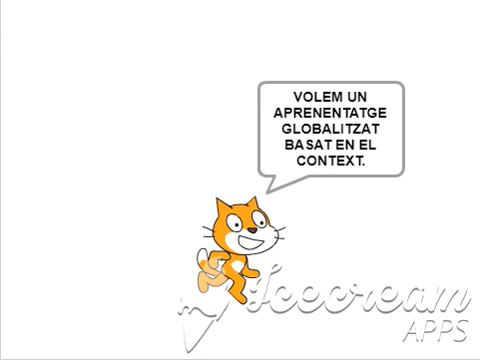 VOLEM UN
APRENENTATGE
GLOBALITZAT
BASAT EN EL
CONTEXT.
Icecream
APPS